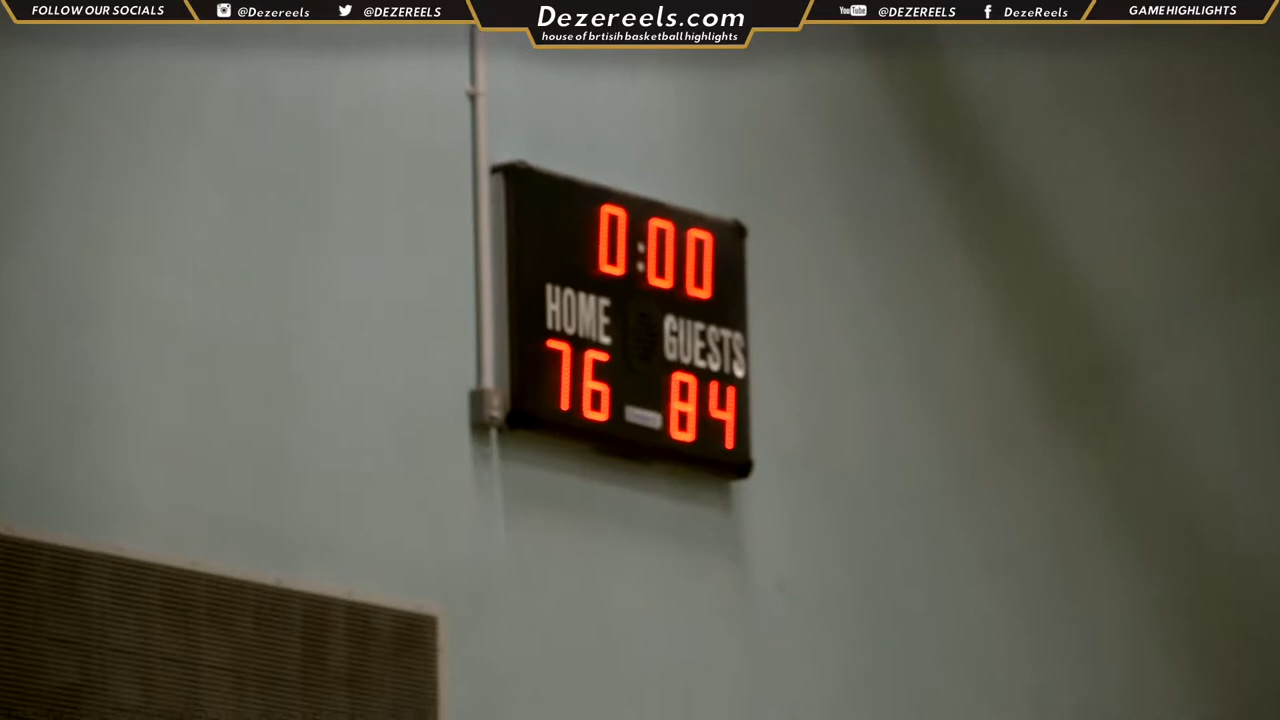 FOLLOW OUR SOCIALS @Dezereels @DEZEREELS Dezereels.com YouTube @DEZEREELS DezeReels GAME HIGHLIGHTS
house of brtisih basketball highlights
0:00
HOME GUESTS
76 84